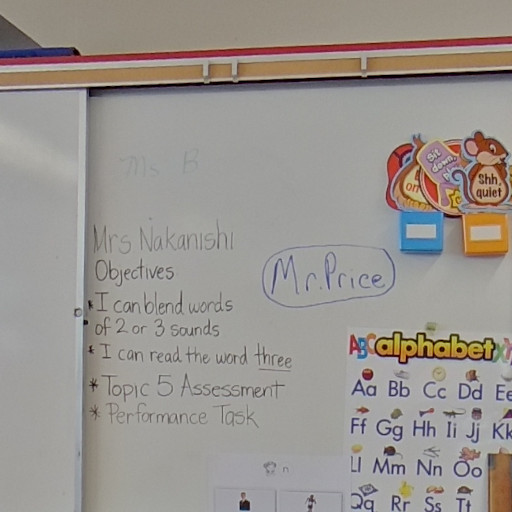 Ms B
Mrs Nakanishi
Objectives
* I can blend words
of 2 or 3 sounds
* I can read the word three
* Topic 5 Assessment
* Performance Task
Mr. Price
Sit down,
on
Shh,
quiet
ABC alphabet
Aa Bb Cc Dd Ee
Ff Gg Hh Ii Jj Kk
Ll Mm Nn Oo
Qq Rr Ss Tt
n